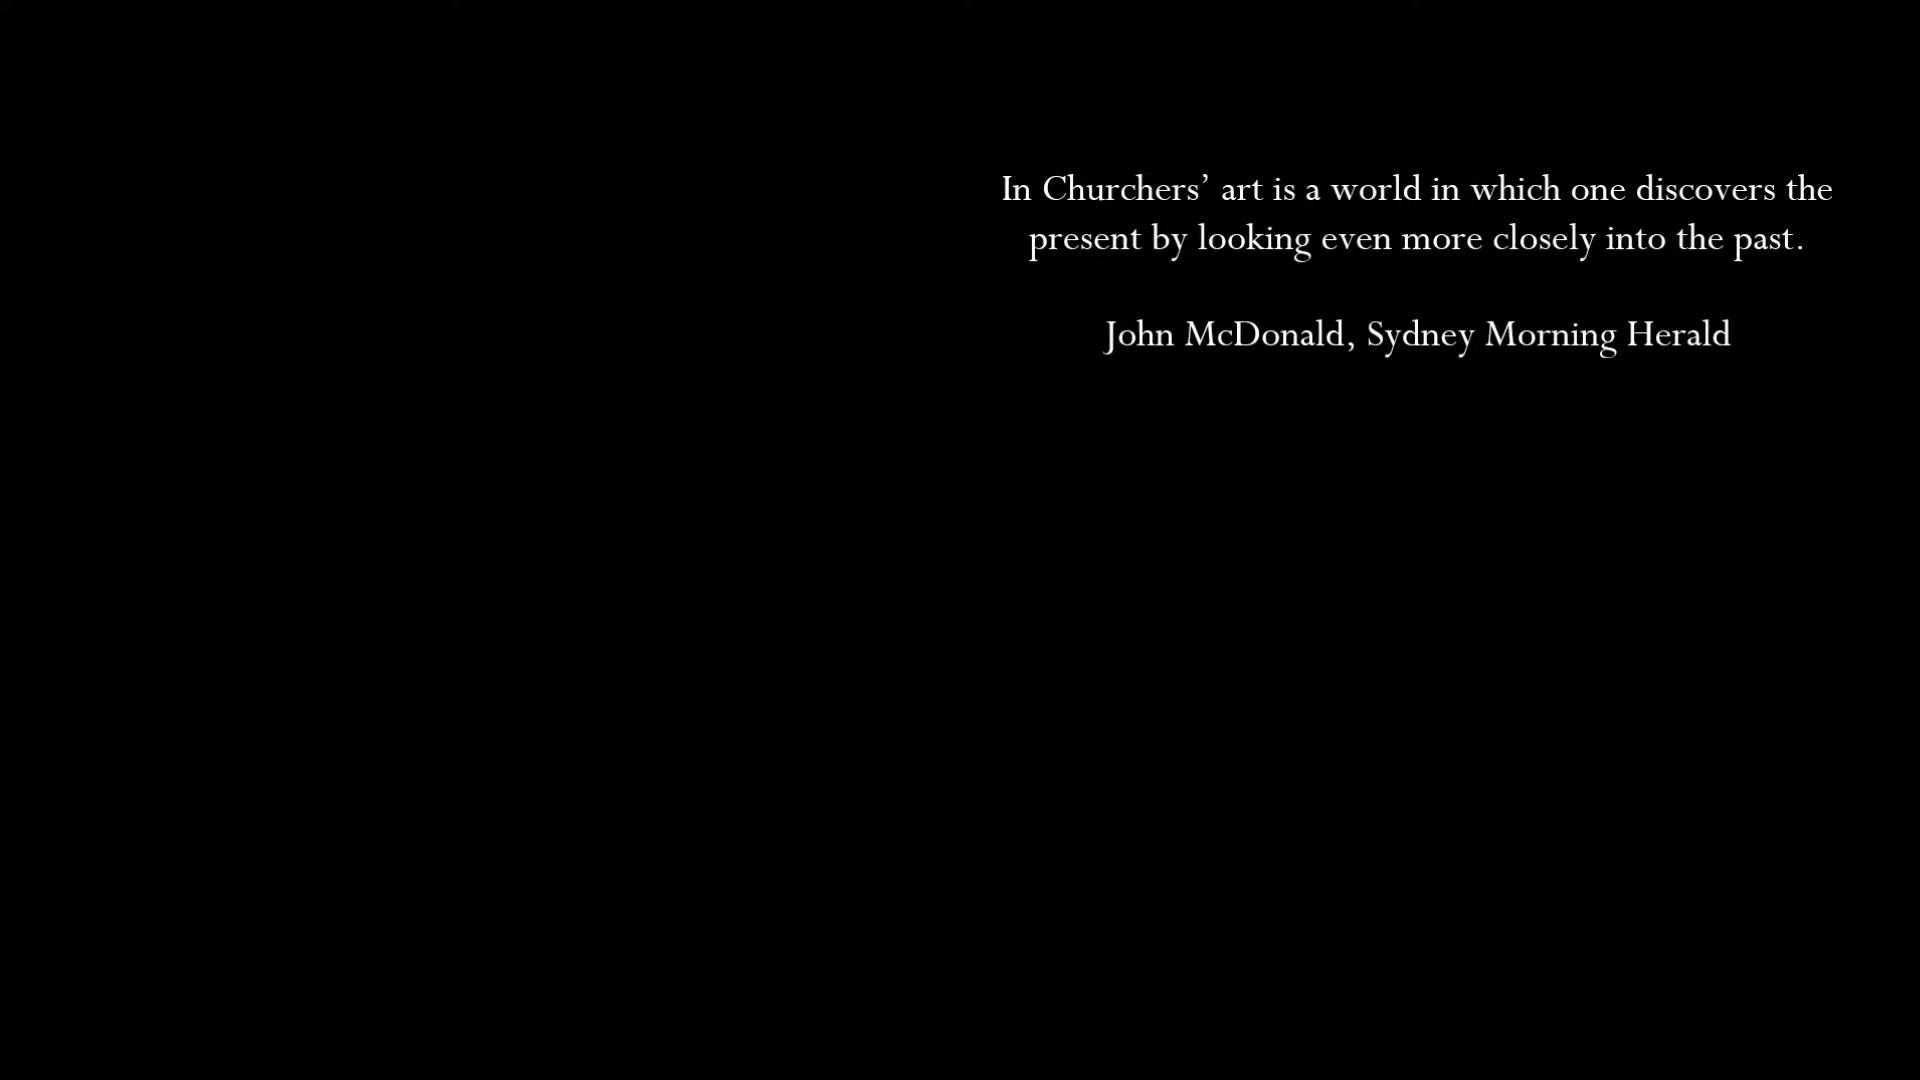 In Churchers’ art is a world in which one discovers the
present by looking even more closely into the past.
John McDonald, Sydney Morning Herald